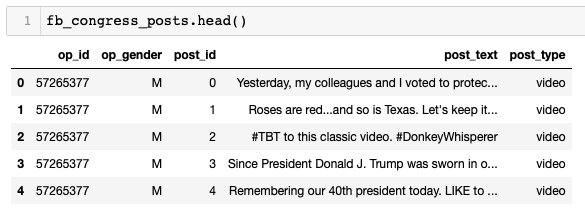 1 fb_congress_posts.head()
op_id op_gender post_id post_text post_type
0 57265377 M 0 Yesterday, my colleagues and I voted to protec... video
1 57265377 M 1 Roses are red...and so is Texas. Let's keep it... video
2 57265377 M 2 #TBT to this classic video. #DonkeyWhisperer video
3 57265377 M 3 Since President Donald J. Trump was sworn in o... video
4 57265377 M 4 Remembering our 40th president today. LIKE to ... video